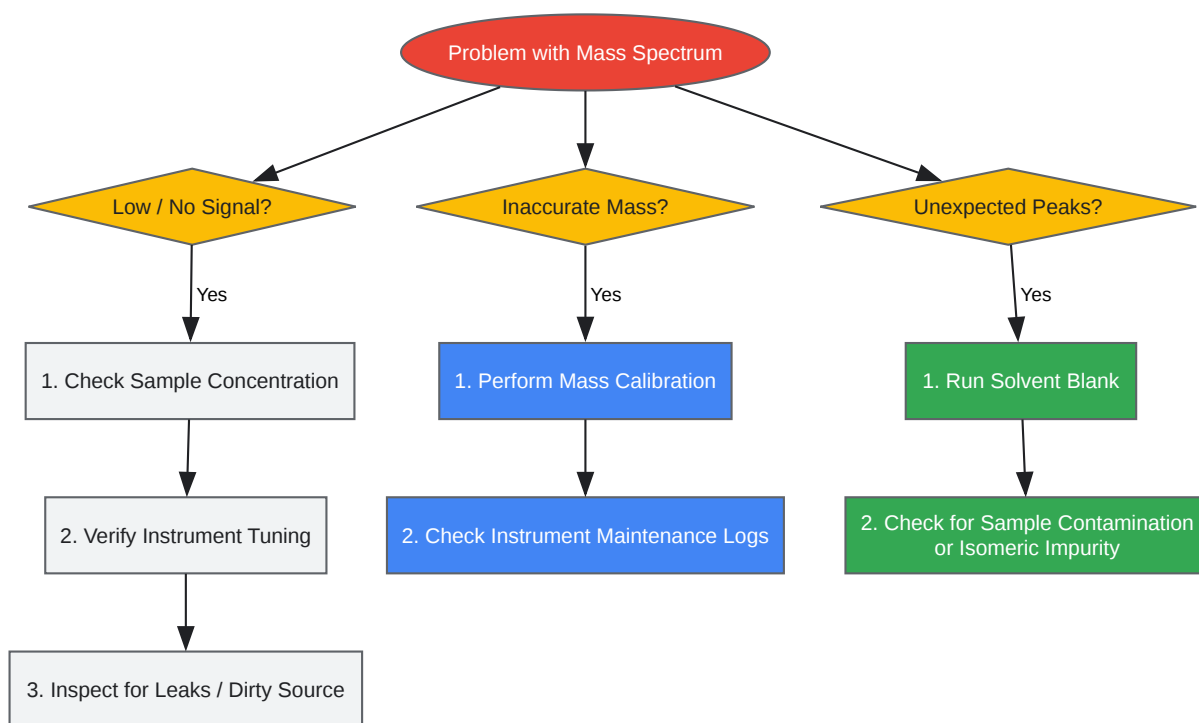 Problem with Mass Spectrum
Low / No Signal?
Inaccurate Mass?
Unexpected Peaks?
Yes
Yes
Yes
1. Check Sample Concentration
1. Perform Mass Calibration
1. Run Solvent Blank
2. Verify Instrument Tuning
2. Check Instrument Maintenance Logs
2. Check for Sample Contamination
or Isomeric Impurity
3. Inspect for Leaks / Dirty Source